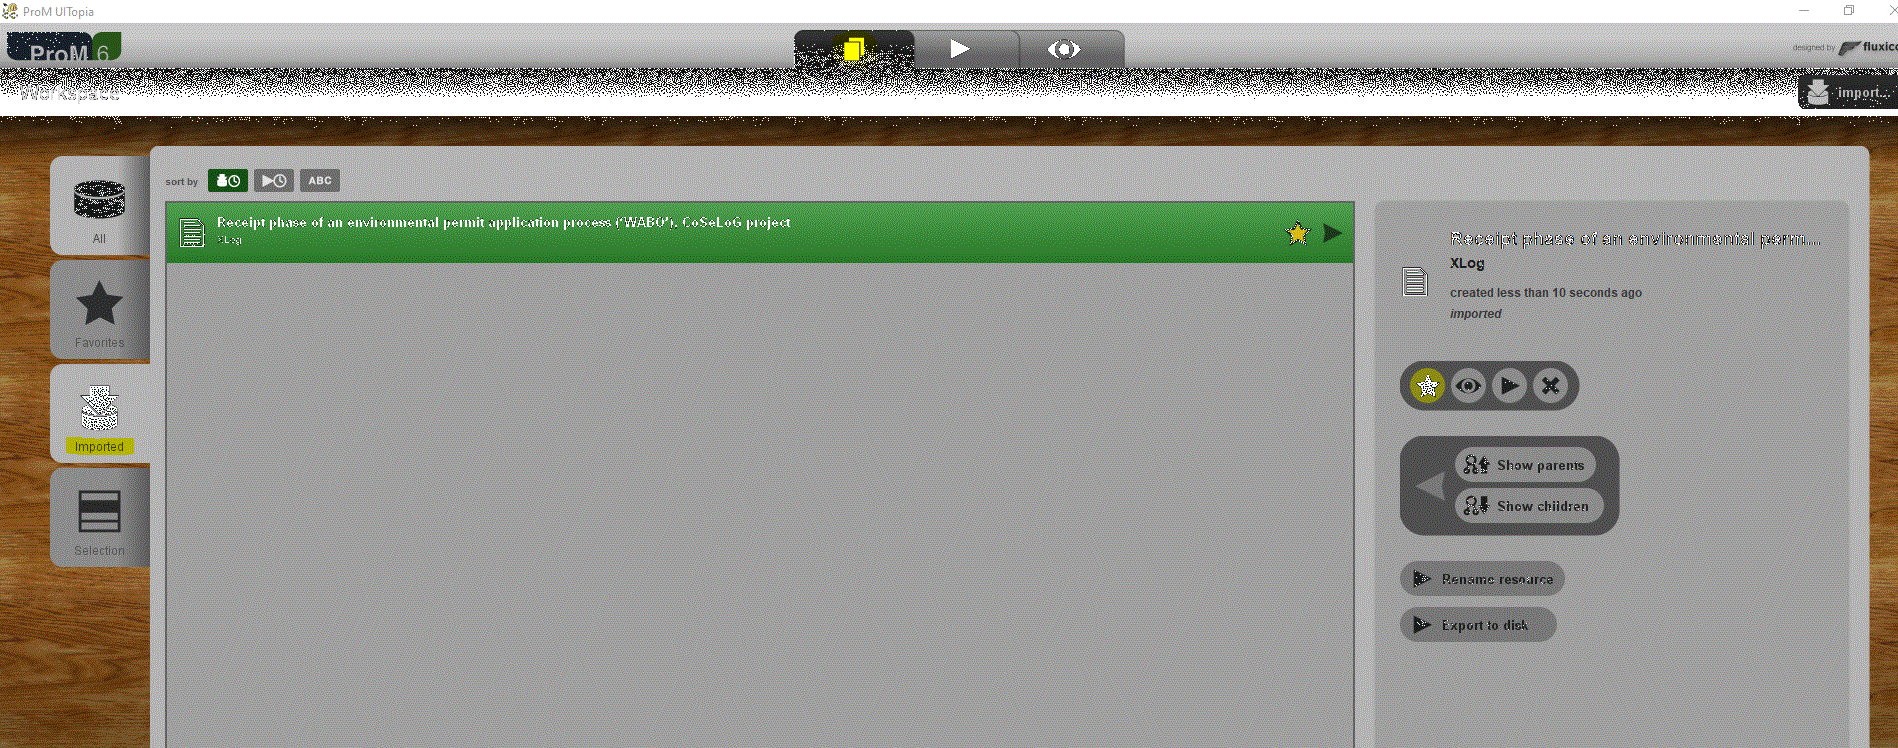 ProM UITopia
ProM 6
designed by fluxico
Workspace
import...
All
Favorites
Imported
Selection
sort by
ABC
Receipt phase of an environmental permit application process ('WABO'), CoSeLoG project
XLog
Receipt phase of an environmental perm....
XLog
created less than 10 seconds ago
imported
Show parents
Show children
Rename resource
Export to disk